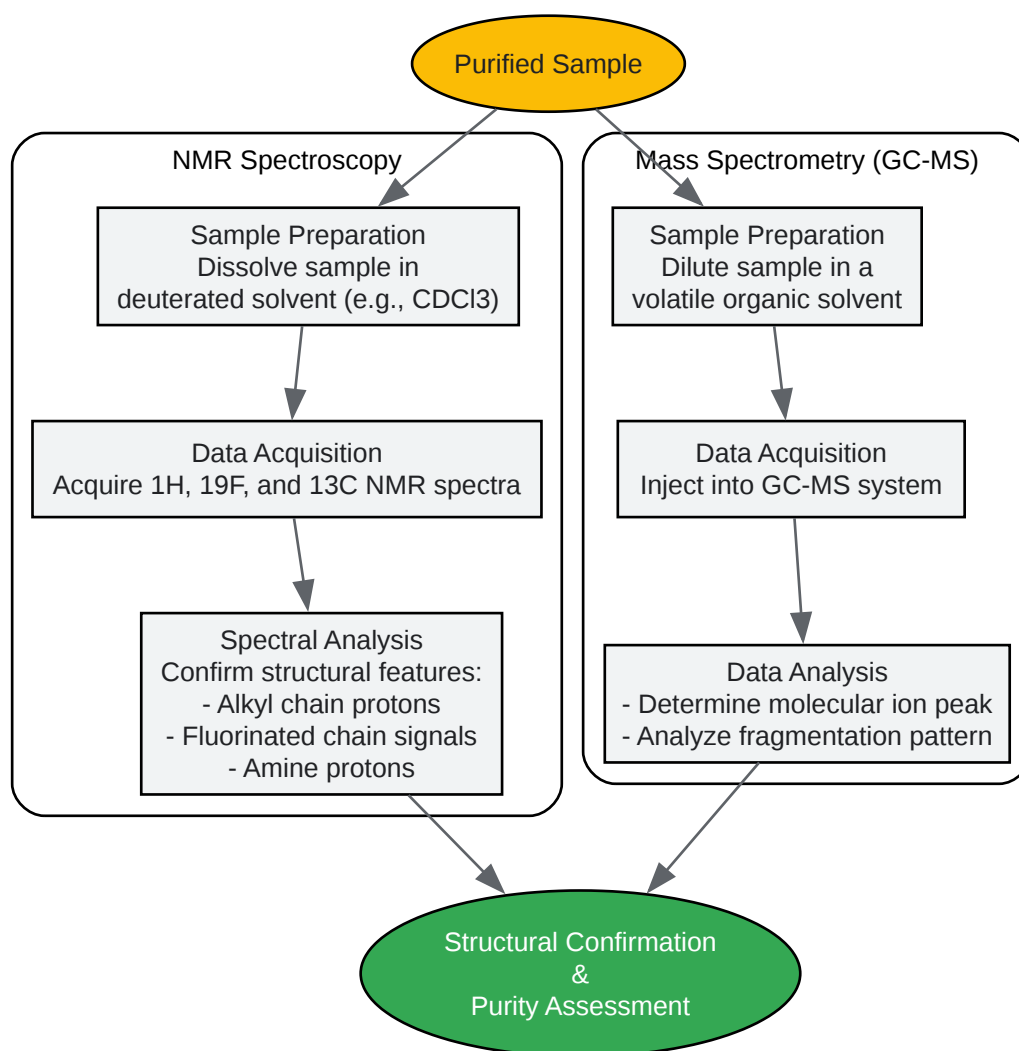 Purified Sample
NMR Spectroscopy
Sample Preparation
Dissolve sample in
deuterated solvent (e.g., CDCl3)
Data Acquisition
Acquire 1H, 19F, and 13C NMR spectra
Spectral Analysis
Confirm structural features:
- Alkyl chain protons
- Fluorinated chain signals
- Amine protons
Mass Spectrometry (GC-MS)
Sample Preparation
Dilute sample in a
volatile organic solvent
Data Acquisition
Inject into GC-MS system
Data Analysis
- Determine molecular ion peak
- Analyze fragmentation pattern
Structural Confirmation
&
Purity Assessment